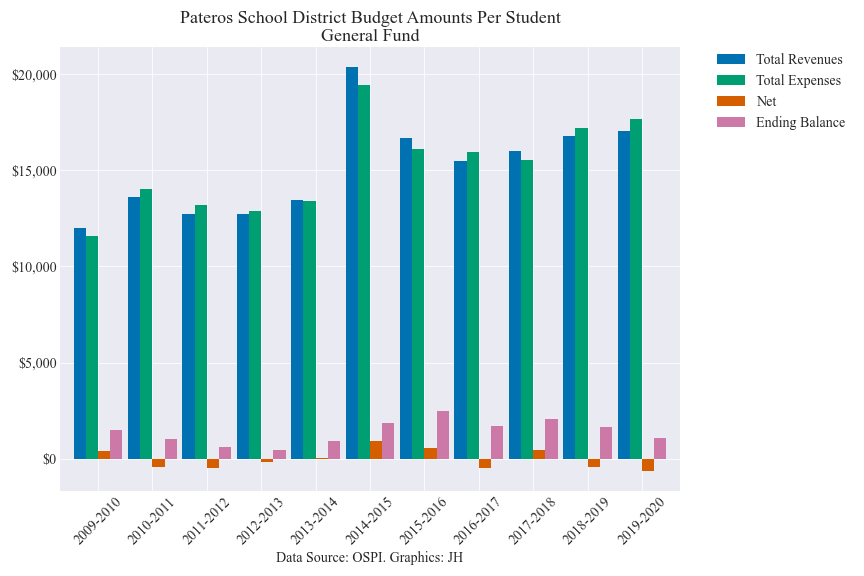 Pateros School District Budget Amounts Per Student
General Fund
Total Revenues
Total Expenses
Net
Ending Balance
$20,000
$15,000
$10,000
$5,000
$0
2009-2010
2010-2011
2011-2012
2012-2013
2013-2014
2014-2015
2015-2016
2016-2017
2017-2018
2018-2019
2019-2020
Data Source: OSPI. Graphics: JH